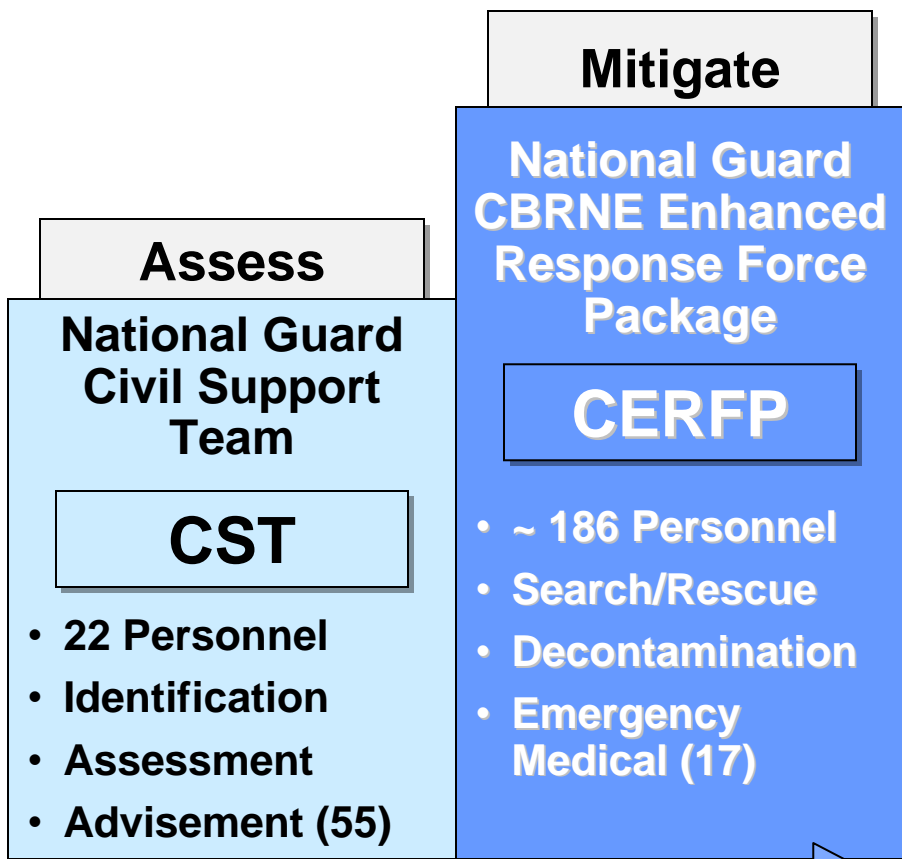 Assess
National Guard
Civil Support
Team
CST
• 22 Personnel
• Identification
• Assessment
• Advisement (55)
Mitigate
National Guard
CBRNE Enhanced
Response Force
Package
CERFP
• ~ 186 Personnel
• Search/Rescue
• Decontamination
• Emergency
Medical (17)